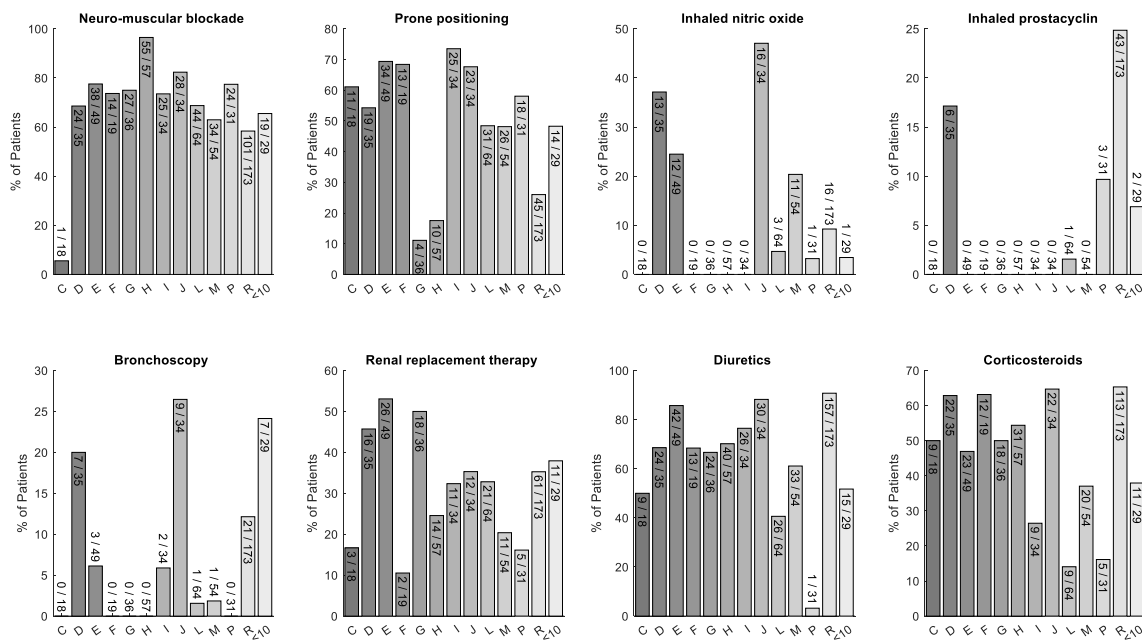 Neuro-muscular blockade
% of Patients
100
80
60
40
20
0
1 / 18
24 / 35
38 / 49
14 / 19
27 / 36
55 / 57
25 / 34
28 / 34
44 / 64
34 / 54
24 / 31
101 / 173
19 / 29
C D E F G H I J L M P R <10
Prone positioning
% of Patients
80
70
60
50
40
30
20
10
0
11 / 18
19 / 35
34 / 49
13 / 19
4 / 36
10 / 57
25 / 34
23 / 34
31 / 64
26 / 54
18 / 31
45 / 173
14 / 29
C D E F G H I J L M P R <10
Inhaled nitric oxide
% of Patients
50
40
30
20
10
0
0 / 18
13 / 35
12 / 49
0 / 19
0 / 36
0 / 57
0 / 34
16 / 34
3 / 64
11 / 54
1 / 31
16 / 173
1 / 29
C D E F G H I J L M P R <10
Inhaled prostacyclin
% of Patients
25
20
15
10
5
0
0 / 18
6 / 35
0 / 49
0 / 19
0 / 36
0 / 57
0 / 34
0 / 34
1 / 64
0 / 54
3 / 31
43 / 173
2 / 29
C D E F G H I J L M P R <10
Bronchoscopy
% of Patients
30
25
20
15
10
5
0
0 / 18
7 / 35
3 / 49
0 / 19
0 / 36
0 / 57
2 / 34
9 / 34
1 / 64
1 / 54
0 / 31
21 / 173
7 / 29
C D E F G H I J L M P R <10
Renal replacement therapy
% of Patients
60
50
40
30
20
10
0
3 / 18
16 / 35
26 / 49
2 / 19
18 / 36
14 / 57
11 / 34
12 / 34
21 / 64
11 / 54
5 / 31
61 / 173
11 / 29
C D E F G H I J L M P R <10
Diuretics
% of Patients
100
80
60
40
20
0
9 / 18
24 / 35
42 / 49
13 / 19
24 / 36
40 / 57
26 / 34
30 / 34
26 / 64
33 / 54
1 / 31
157 / 173
15 / 29
C D E F G H I J L M P R <10
Corticosteroids
% of Patients
70
60
50
40
30
20
10
0
9 / 18
22 / 35
23 / 49
12 / 19
18 / 36
31 / 57
9 / 34
22 / 34
9 / 64
20 / 54
5 / 31
113 / 173
11 / 29
C D E F G H I J L M P R <10